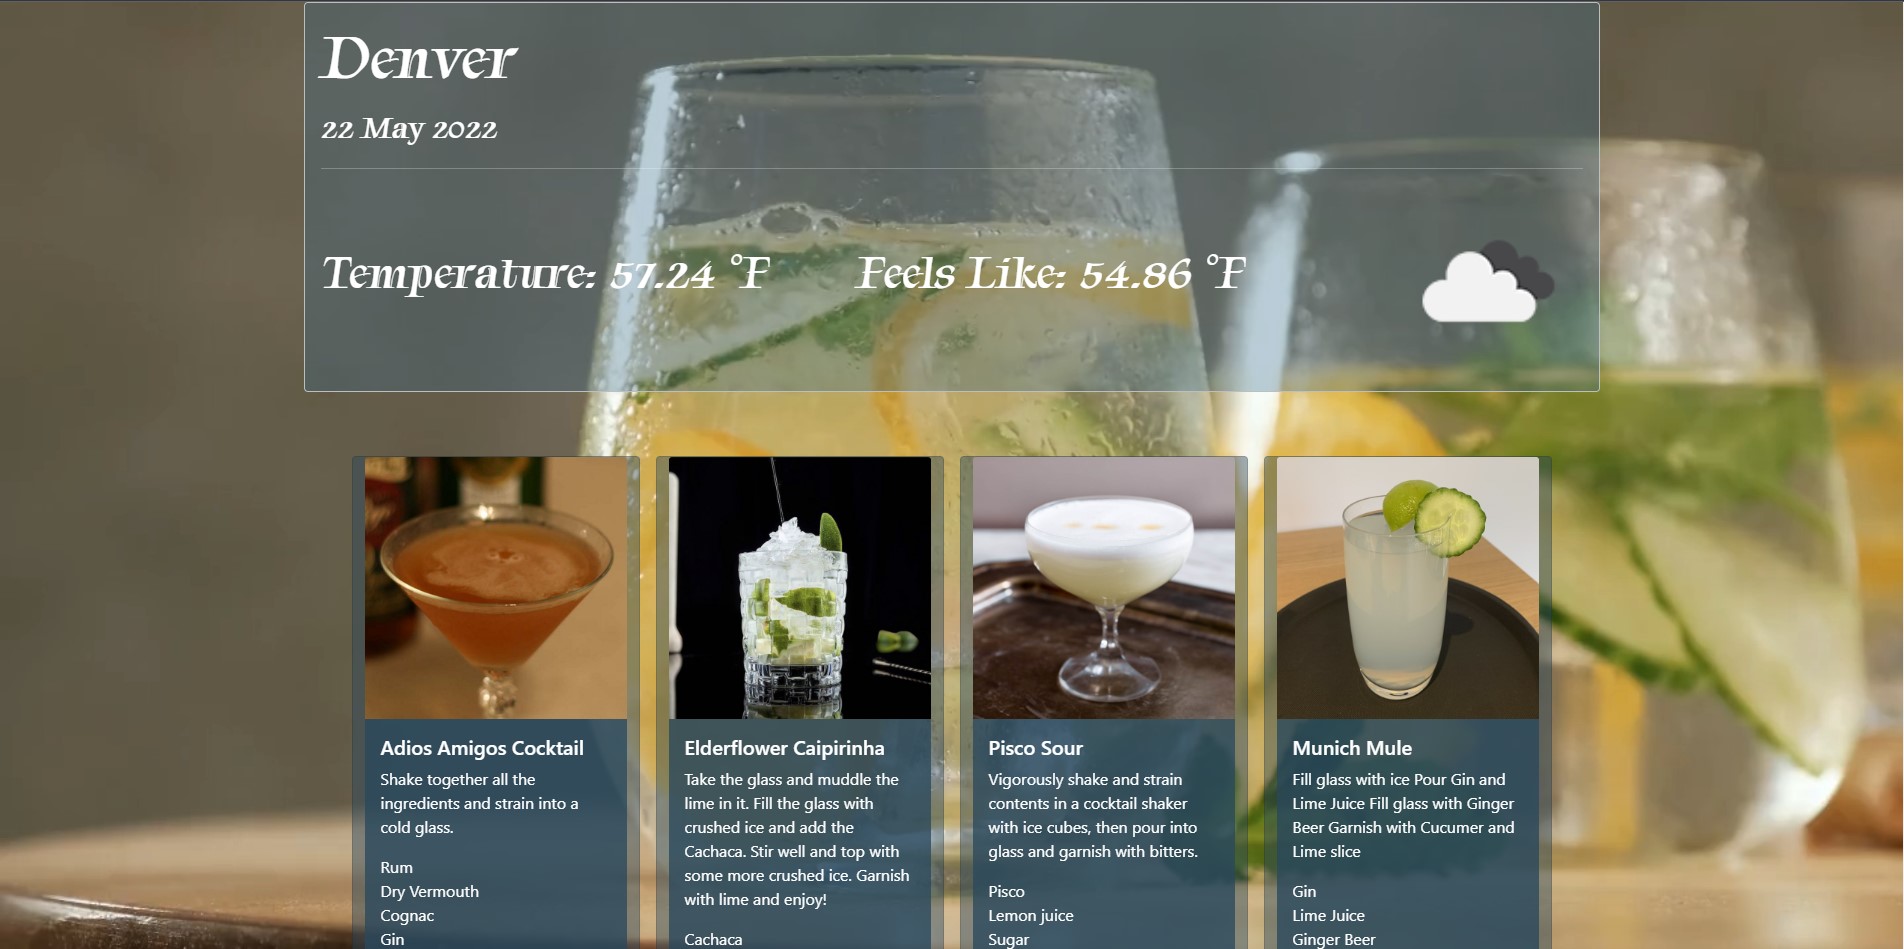 Denver
22 May 2022
Temperature: 57.24 °F Feels Like: 54.86 °F
Adios Amigos Cocktail
Shake together all the
ingredients and strain into a
cold glass.
Rum
Dry Vermouth
Cognac
Gin
Elderflower Caipirinha
Take the glass and muddle the
lime in it. Fill the glass with
crushed ice and add the
Cachaca. Stir well and top with
some more crushed ice. Garnish
with lime and enjoy!
Cachaca
Pisco Sour
Vigorously shake and strain
contents in a cocktail shaker
with ice cubes, then pour into
glass and garnish with bitters.
Pisco
Lemon juice
Sugar
Munich Mule
Fill glass with ice Pour Gin and
Lime Juice Fill glass with Ginger
Beer Garnish with Cucumer and
Lime slice
Gin
Lime Juice
Ginger Beer